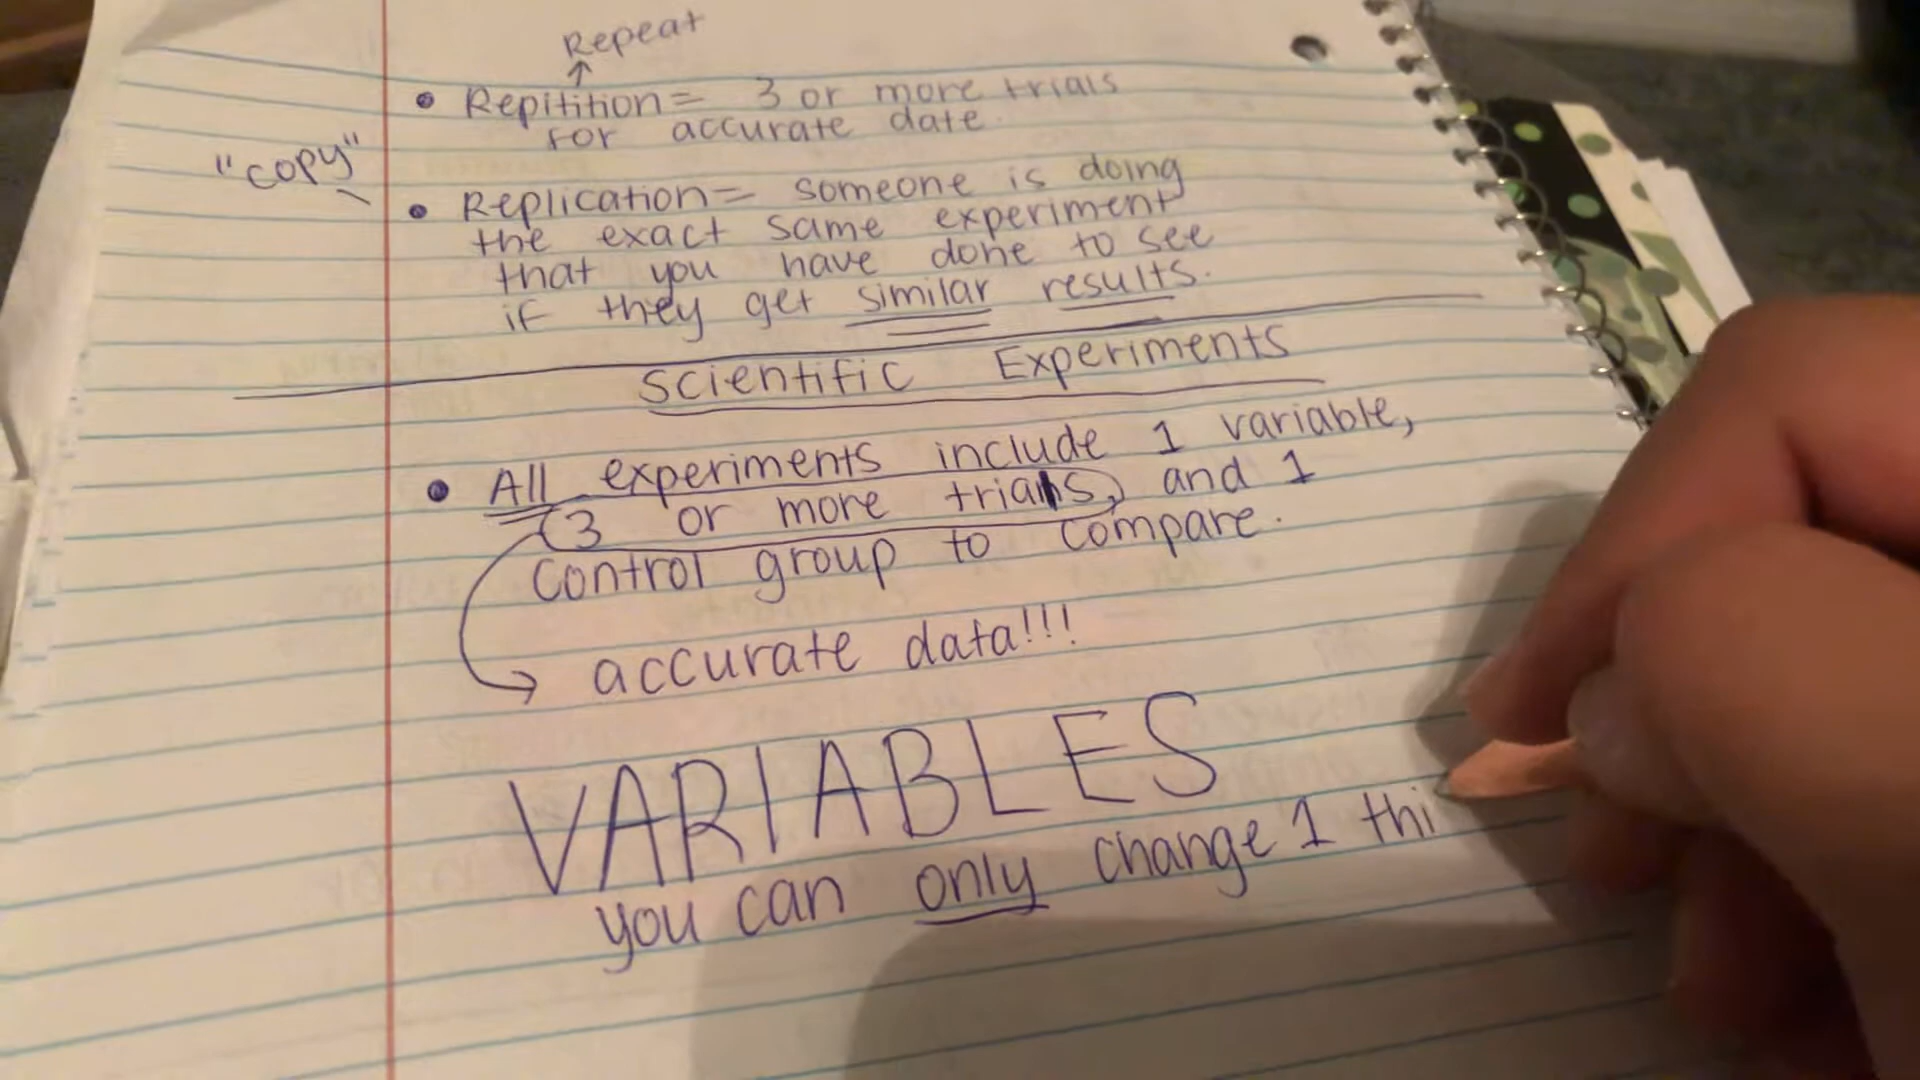 Repeat
Repitition = 3 or more trials
for accurate date.
"copy"
Replication = someone is doing
the exact same experiment
that you have done to see
if they get similar results.
Scientific Experiments
All experiments include 1 variable,
3 or more trials, and 1
control group to compare.
accurate data!!!
VARIABLES
you can only change 1 thi